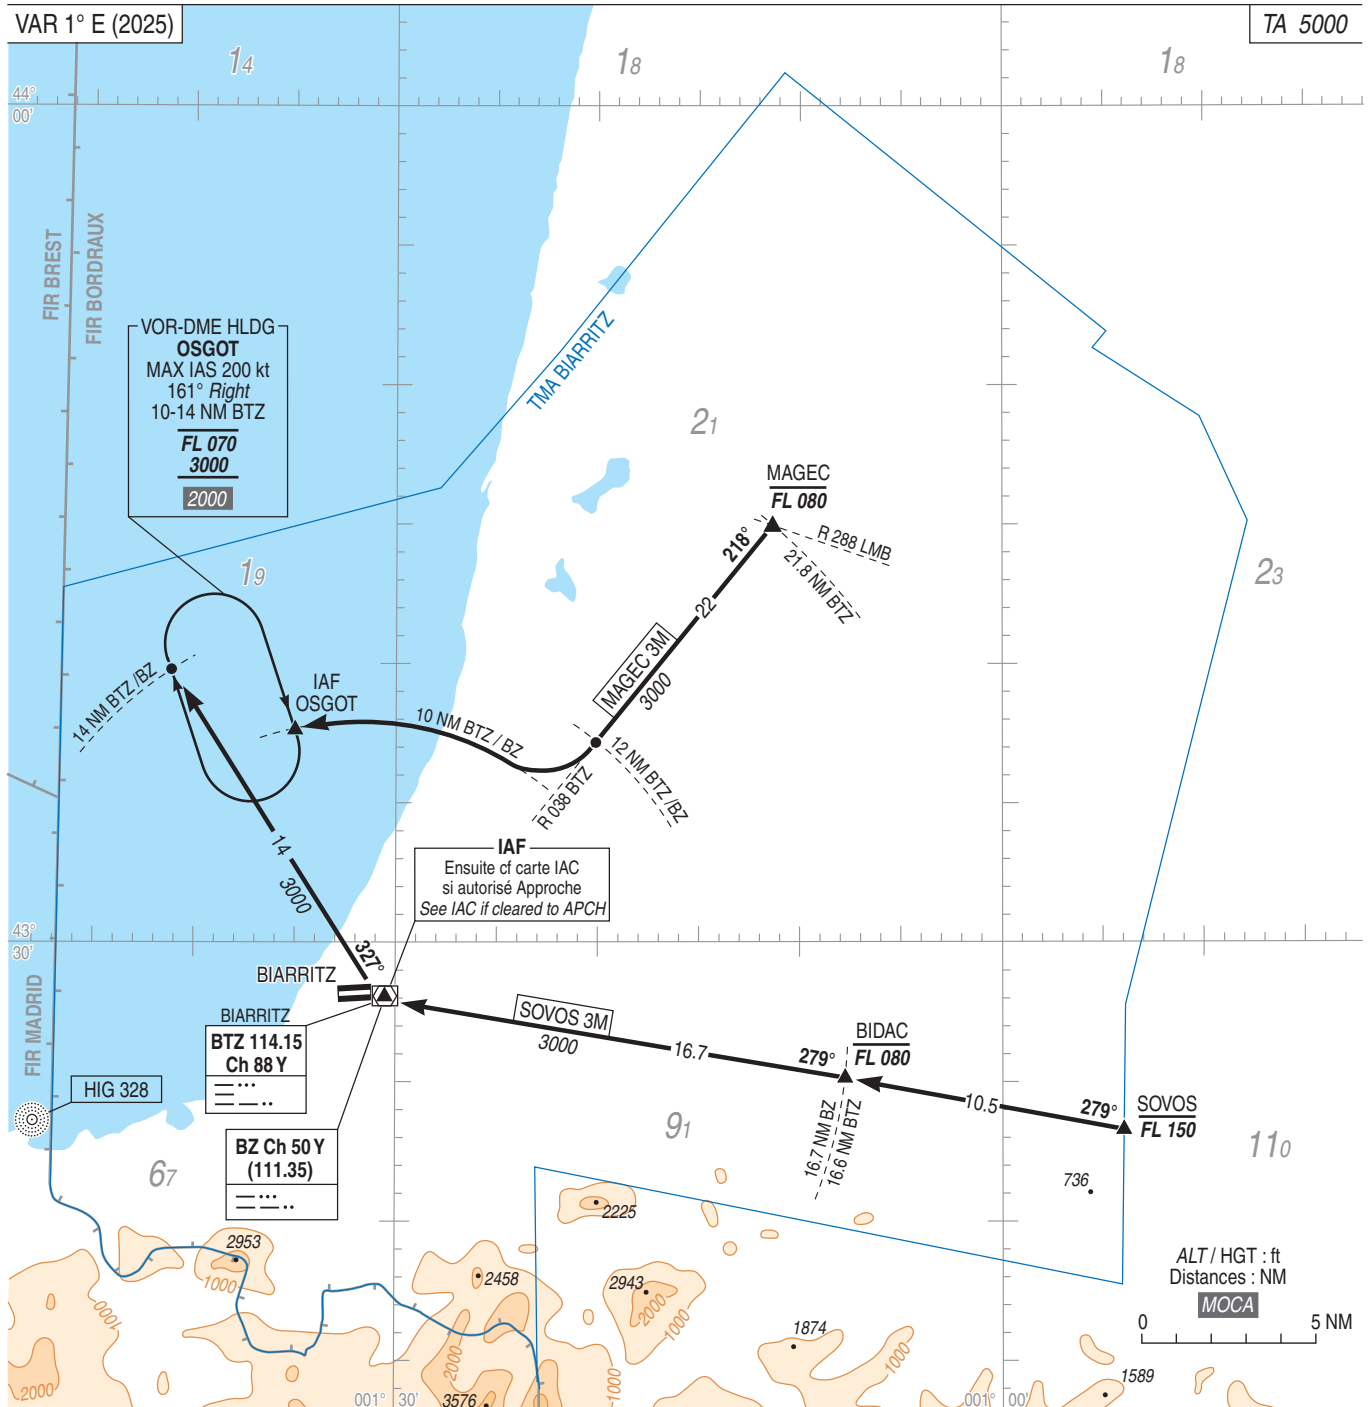 VAR 1° E (2025)
TA 5000
14
18
18
44°
00'
FIR BREST
FIR BORDRAUX
VOR-DME HLDG
OSGOT
MAX IAS 200 kt
161° Right
10-14 NM BTZ
FL 070
3000
2000
TMA BIARRITZ
21
MAGEC
FL 080
218°
R 288 LMB
21.8 NM BTZ
19
23
22
MAGEC 3M
3000
14 NM BTZ /BZ
IAF
OSGOT
10 NM BTZ / BZ
12 NM BTZ /BZ
R 038 BTZ
14
3000
327°
IAF
Ensuite cf carte IAC
si autorisé Approche
See IAC if cleared to APCH
43°
30'
BIARRITZ
FIR MADRID
BIARRITZ
BTZ 114.15
Ch 88 Y
HIG 328
BZ Ch 50 Y
(111.35)
SOVOS 3M
3000
16.7
279°
BIDAC
FL 080
10.5
279°
SOVOS
FL 150
16.7 NM BZ
16.6 NM BTZ
91
110
67
736
2225
2953
1000
2458
2943
2000
1000
1000
1874
1000
2000
2000
3576
1000
1589
ALT / HGT : ft
Distances : NM
MOCA
0
5 NM
001°
30'
001°
00'